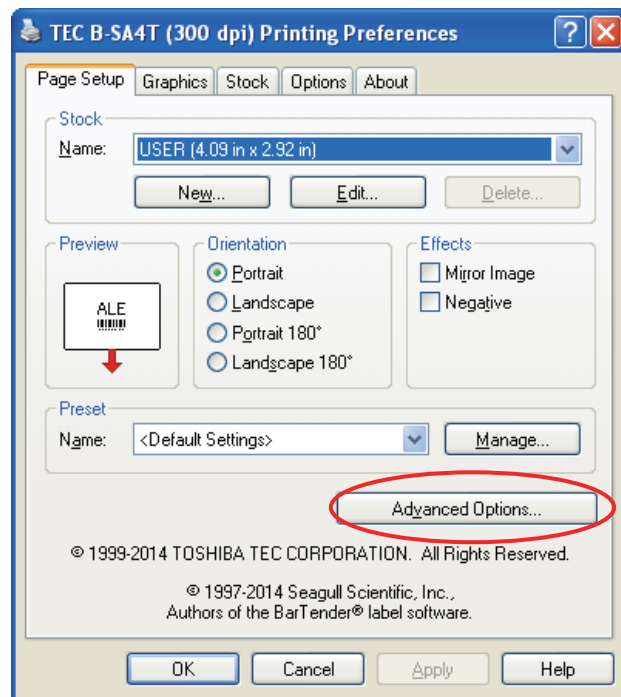 TEC B-SA4T (300 dpi) Printing Preferences
Page Setup Graphics Stock Options About
Stock
Name: USER (4.09 in x 2.92 in)
New... Edit... Delete...
Preview
ALE
Orientation
Portrait
Landscape
Portrait 180°
Landscape 180°
Effects
Mirror Image
Negative
Preset
Name: <Default Settings> Manage...
Advanced Options...
© 1999-2014 TOSHIBA TEC CORPORATION. All Rights Reserved.
© 1997-2014 Seagull Scientific, Inc.,
Authors of the BarTender® label software.
OK Cancel Apply Help